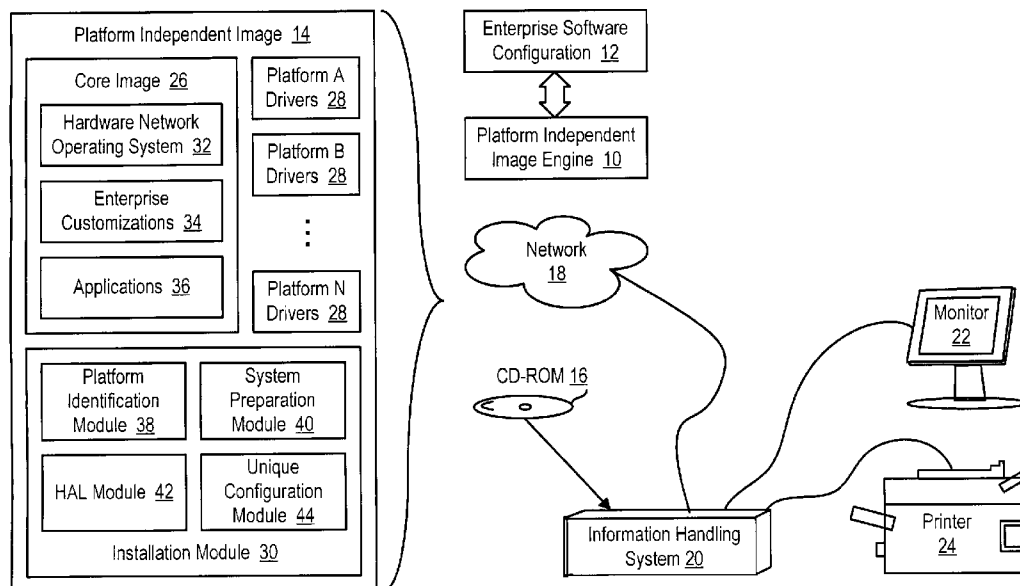 Platform Independent Image 14
Core Image 26
Hardware Network
Operating System 32
Enterprise
Customizations 34
Applications 36
Platform A
Drivers 28
Platform B
Drivers 28
Platform N
Drivers 28
Platform
Identification
Module 38
System
Preparation
Module 40
HAL Module 42
Unique
Configuration
Module 44
Installation Module 30
Enterprise Software
Configuration 12
Platform Independent
Image Engine 10
Network
18
CD-ROM 16
Information Handling
System 20
Monitor
22
Printer
24